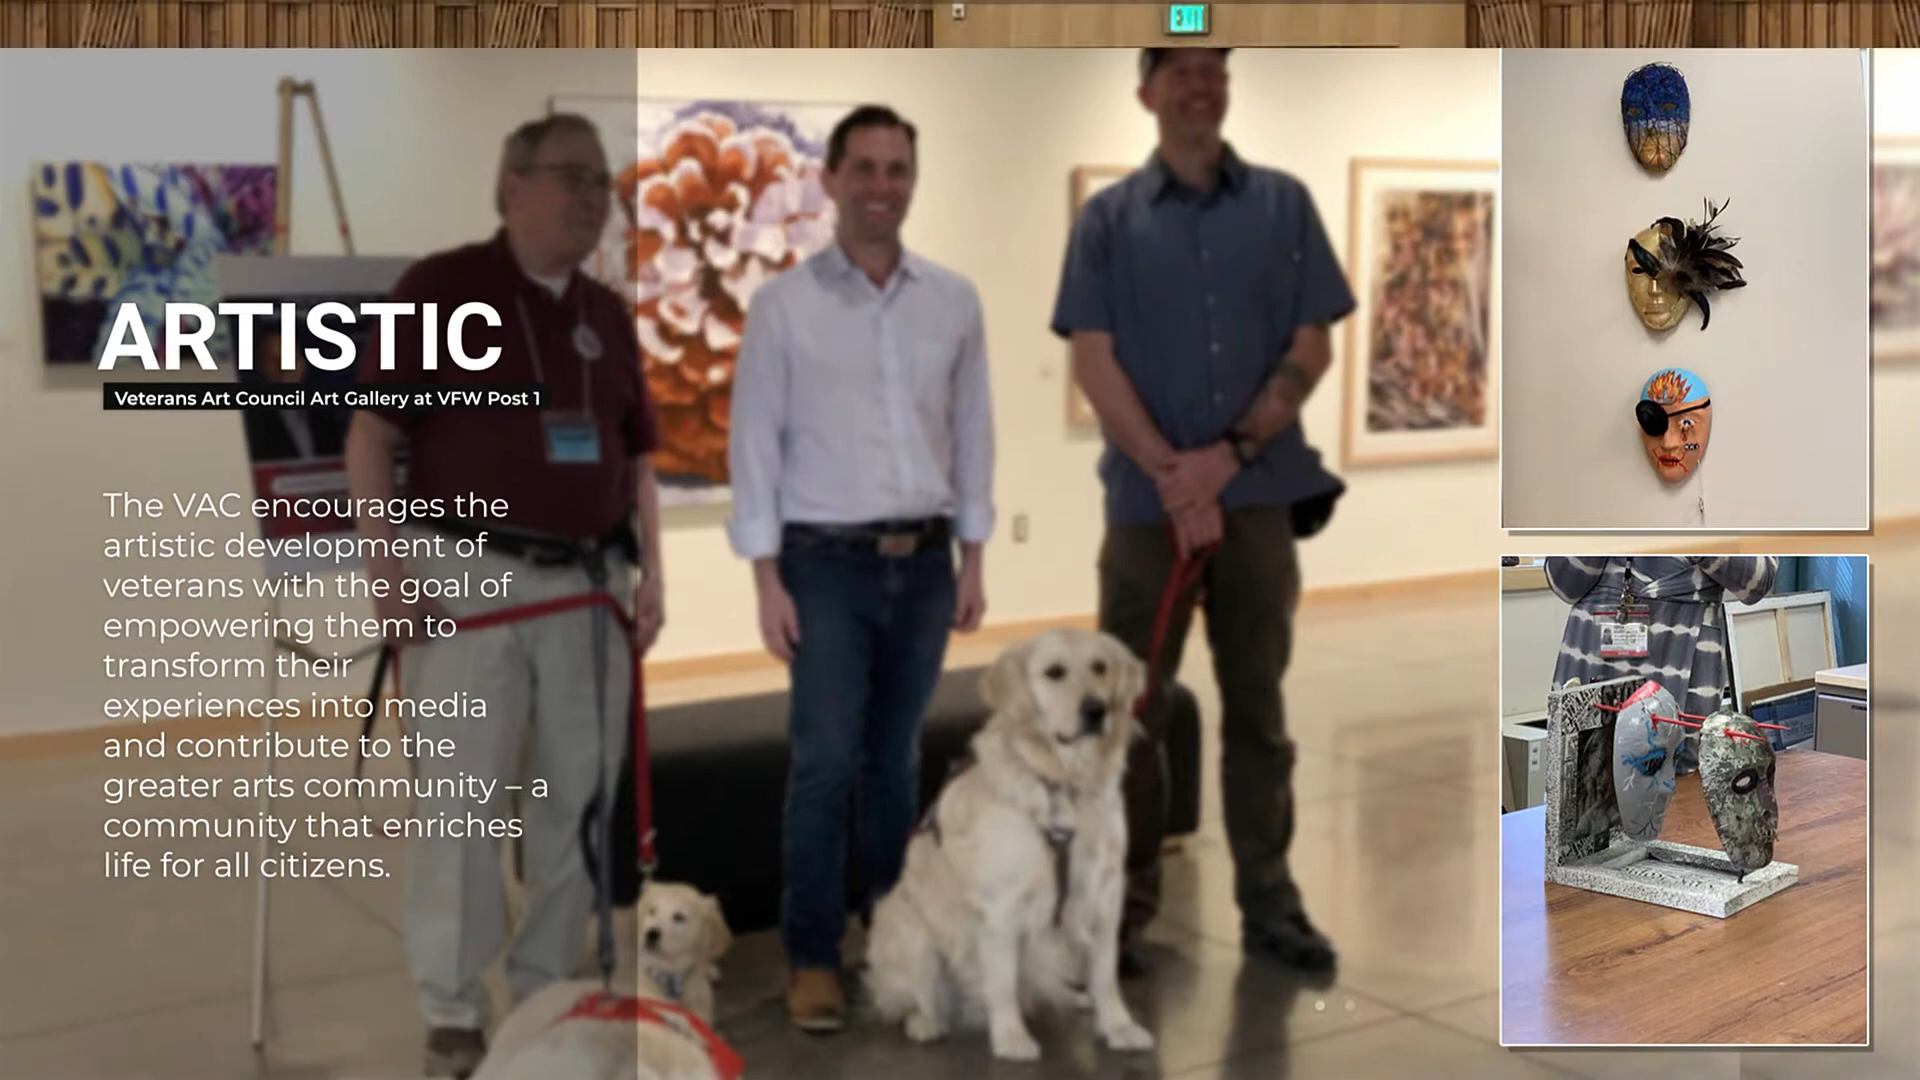 ARTISTIC
Veterans Art Council Art Gallery at VFW Post 1
The VAC encourages the
artistic development of
veterans with the goal of
empowering them to
transform their
experiences into media
and contribute to the
greater arts community – a
community that enriches
life for all citizens.